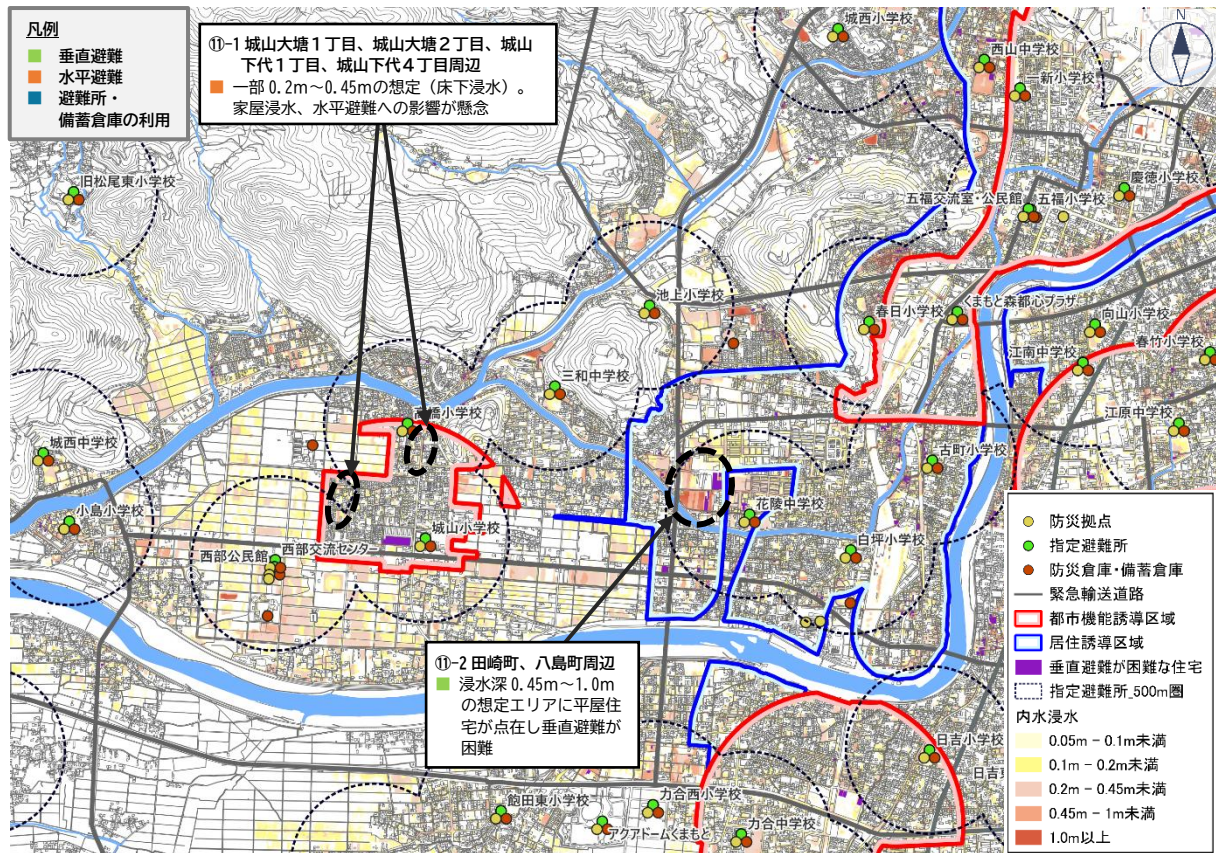 凡例
垂直避難
水平避難
避難所・
備蓄倉庫の利用
⑪-1 城山大塘1丁目、城山大塘2丁目、城山
下代1丁目、城山下代4丁目周辺
一部 0.2m～0.45mの想定（床下浸水）。
家屋浸水、水平避難への影響が懸念
N
城西小学校
西山中学校
一新小学校
慶徳小学校
旧松尾東小学校
五福交流室・公民館
五福小学校
池上小学校
春日小学校
くまもと森都心プラザ
向山小学校
江南中学校
春竹小学校
三和中学校
高橋小学校
江原中学校
城西中学校
古町小学校
小島小学校
花陵中学校
城山小学校
白坪小学校
西部公民館
西部交流センタ
⑪-2 田崎町、八島町周辺
浸水深 0.45m～1.0m
の想定エリアに平屋住
宅が点在し垂直避難が
困難
日吉小学校
日吉東
力合西小学校
飽田東小学校
アクアドームくまもと
力合中学校
防災拠点
指定避難所
防災倉庫・備蓄倉庫
緊急輸送道路
都市機能誘導区域
居住誘導区域
垂直避難が困難な住宅
指定避難所_500m圏
内水浸水
0.05m - 0.1m未満
0.1m - 0.2m未満
0.2m - 0.45m未満
0.45m - 1m未満
1.0m以上